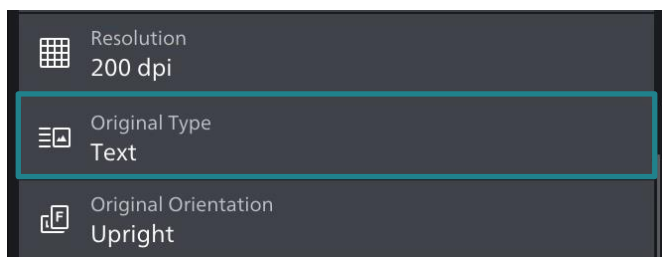 Resolution
200 dpi
Original Type
Text
Original Orientation
Upright